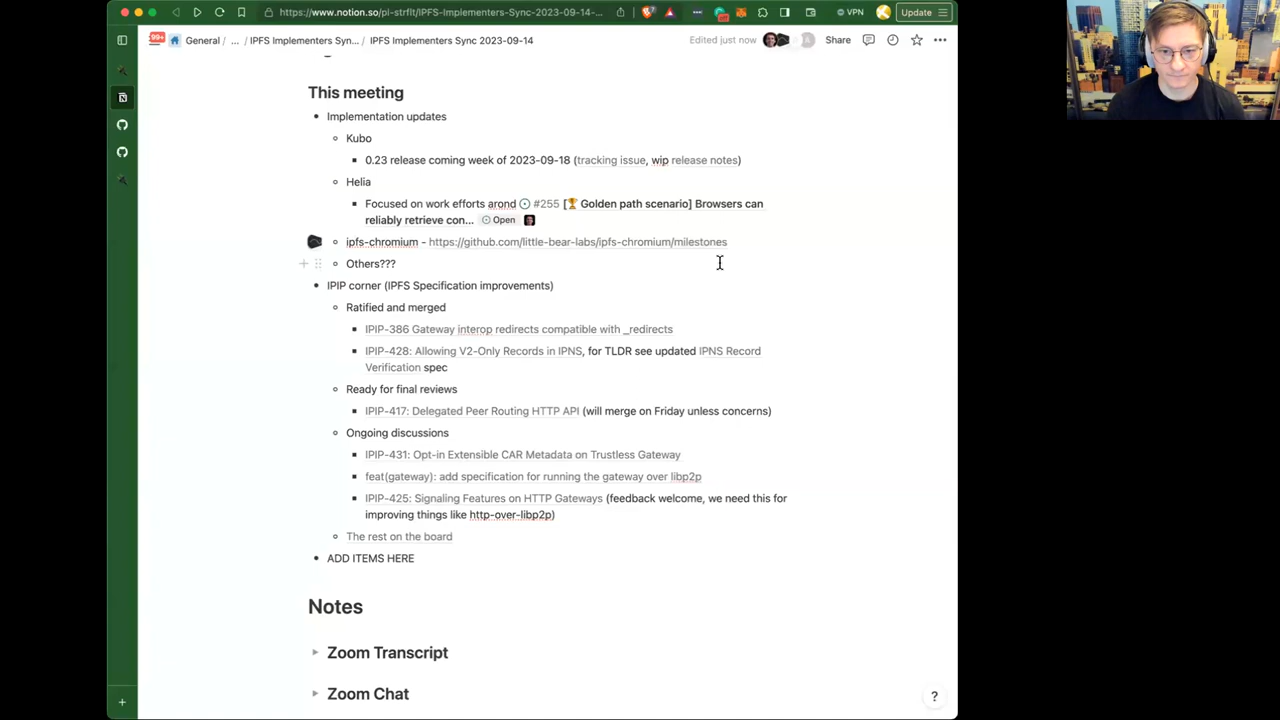 https://www.notion.so/pl-strflt/IPFS-Implementers-Sync-2023-09-14-...
VPN
Update
99+
General / ... / IPFS Implementers Syn... / IPFS Implementers Sync 2023-09-14
Edited just now
A
Share
This meeting
Implementation updates
Kubo
0.23 release coming week of 2023-09-18 (tracking issue, wip release notes)
Helia
Focused on work efforts arond #255 [🏆 Golden path scenario] Browsers can
reliably retrieve con... Open
ipfs-chromium - https://github.com/little-bear-labs/ipfs-chromium/milestones
Others???
IPIP corner (IPFS Specification improvements)
Ratified and merged
IPIP-386 Gateway interop redirects compatible with _redirects
IPIP-428: Allowing V2-Only Records in IPNS, for TLDR see updated IPNS Record
Verification spec
Ready for final reviews
IPIP-417: Delegated Peer Routing HTTP API (will merge on Friday unless concerns)
Ongoing discussions
IPIP-431: Opt-in Extensible CAR Metadata on Trustless Gateway
feat(gateway): add specification for running the gateway over libp2p
IPIP-425: Signaling Features on HTTP Gateways (feedback welcome, we need this for
improving things like http-over-libp2p)
The rest on the board
ADD ITEMS HERE
Notes
Zoom Transcript
Zoom Chat
?